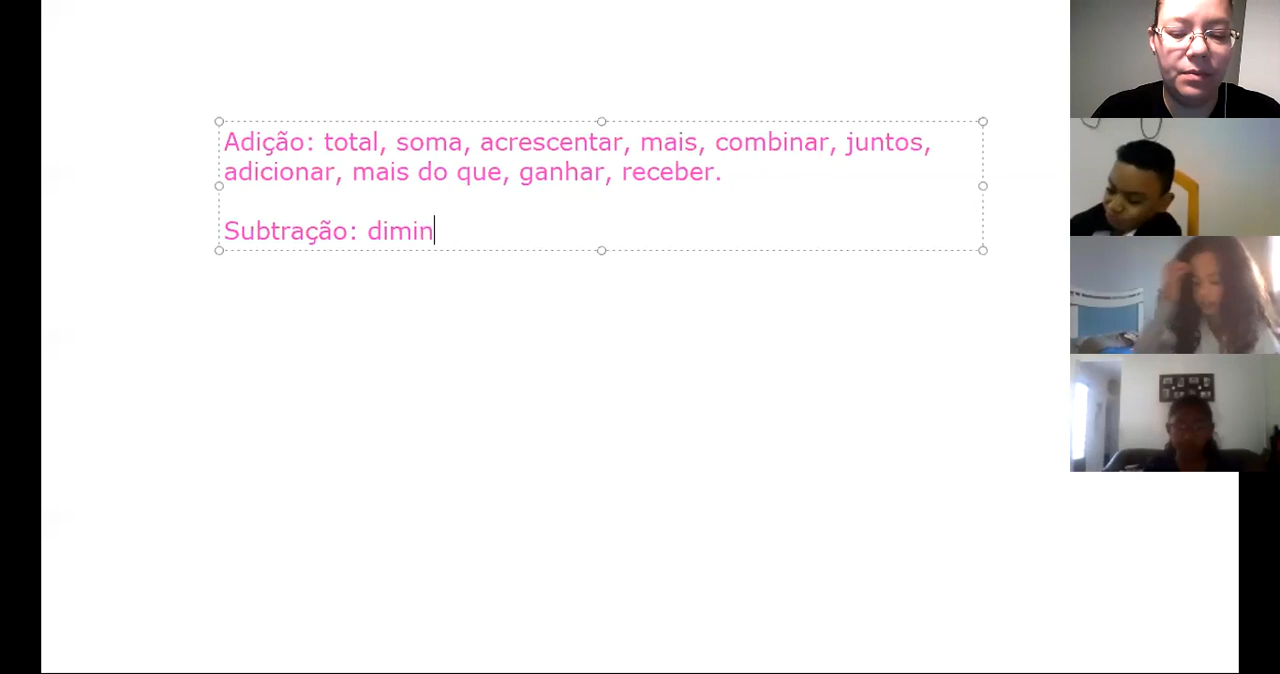 Adição: total, soma, acrescentar, mais, combinar, juntos,
adicionar, mais do que, ganhar, receber.
Subtração: dimin